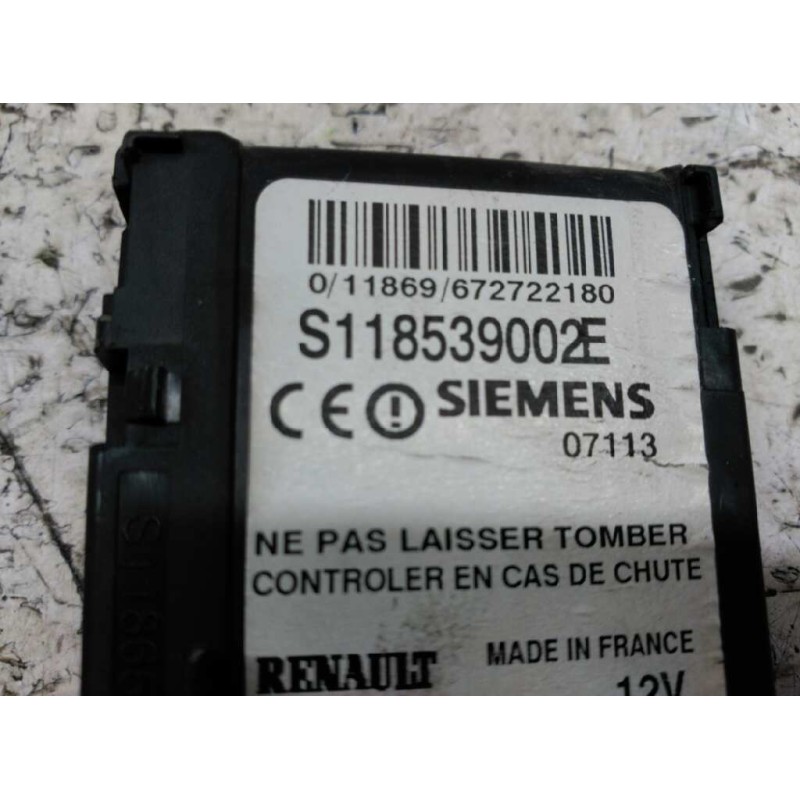 0/11869/672722180
S118539002E
CE SIEMENS
07113
NE PAS LAISSER TOMBER
CONTROLER EN CAS DE CHUTE
RENAULT MADE IN FRANCE
12V